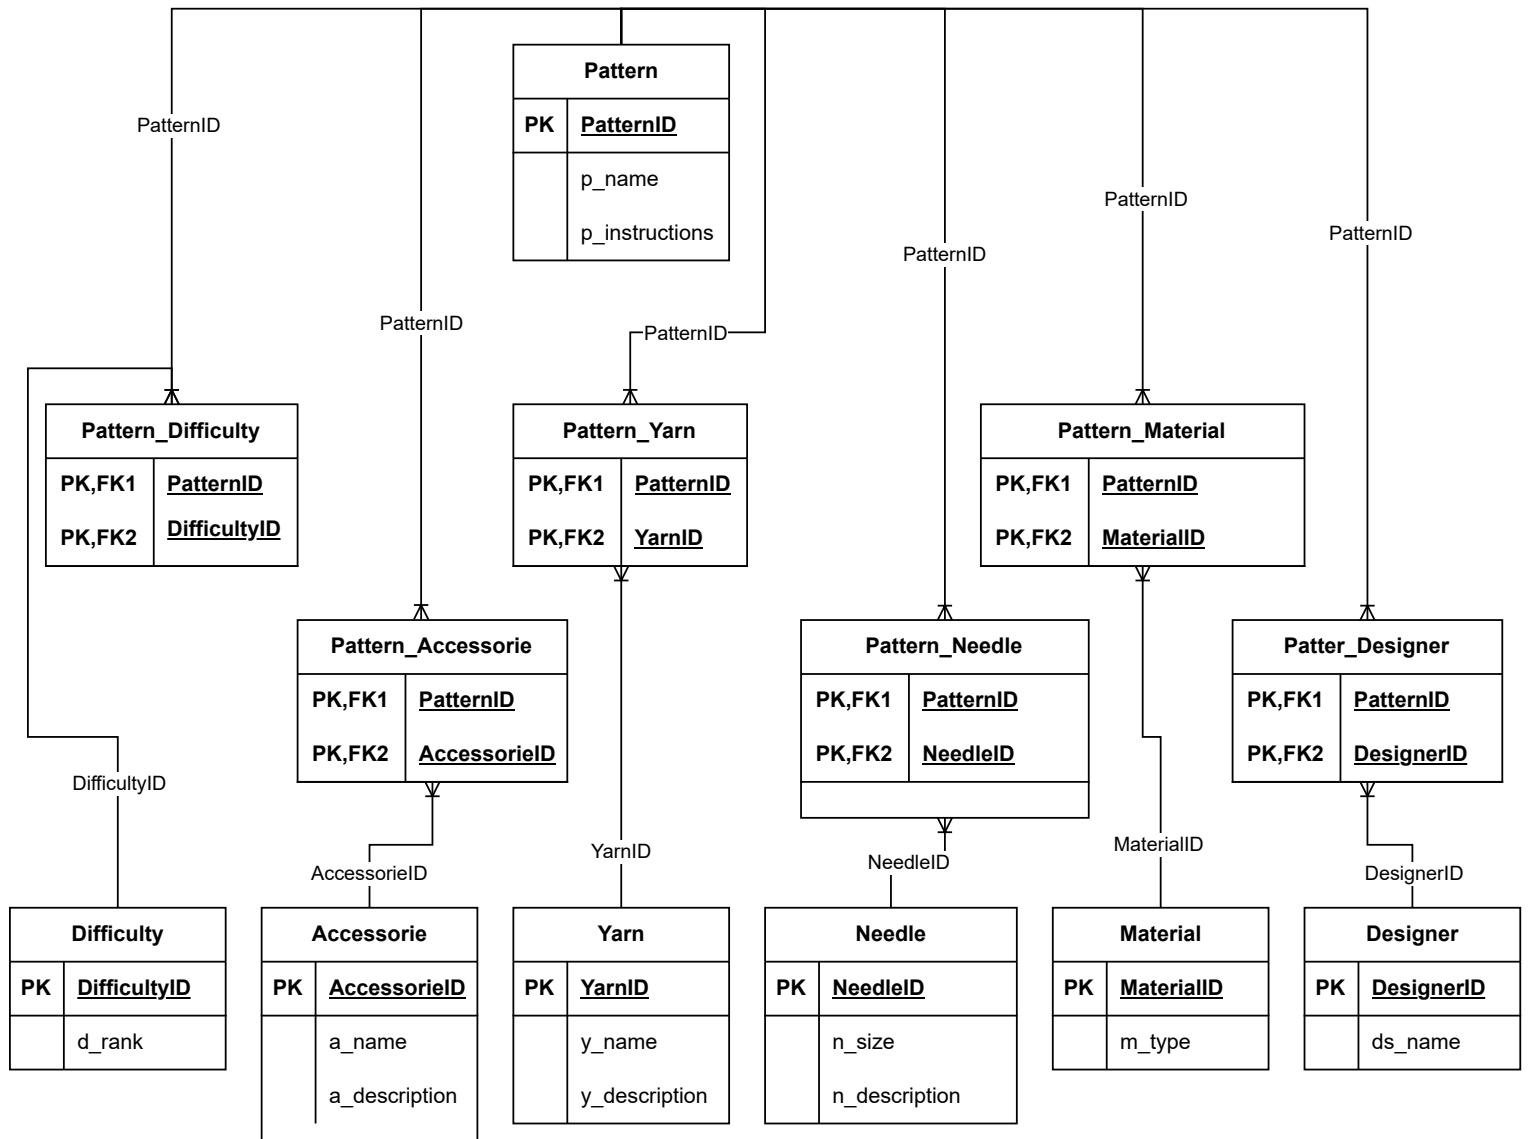 Pattern
PK PatternID
p_name
p_instructions
PatternID
PatternID
PatternID
PatternID
PatternID
PatternID
Pattern_Difficulty
PK,FK1 PatternID
PK,FK2 DifficultyID
Pattern_Yarn
PK,FK1 PatternID
PK,FK2 YarnID
Pattern_Material
PK,FK1 PatternID
PK,FK2 MaterialID
Pattern_Accessorie
PK,FK1 PatternID
PK,FK2 AccessorieID
Pattern_Needle
PK,FK1 PatternID
PK,FK2 NeedleID
Patter_Designer
PK,FK1 PatternID
PK,FK2 DesignerID
DifficultyID
AccessorieID
YarnID
NeedleID
MaterialID
DesignerID
Difficulty
PK DifficultyID
d_rank
Accessorie
PK AccessorieID
a_name
a_description
Yarn
PK YarnID
y_name
y_description
Needle
PK NeedleID
n_size
n_description
Material
PK MaterialID
m_type
Designer
PK DesignerID
ds_name